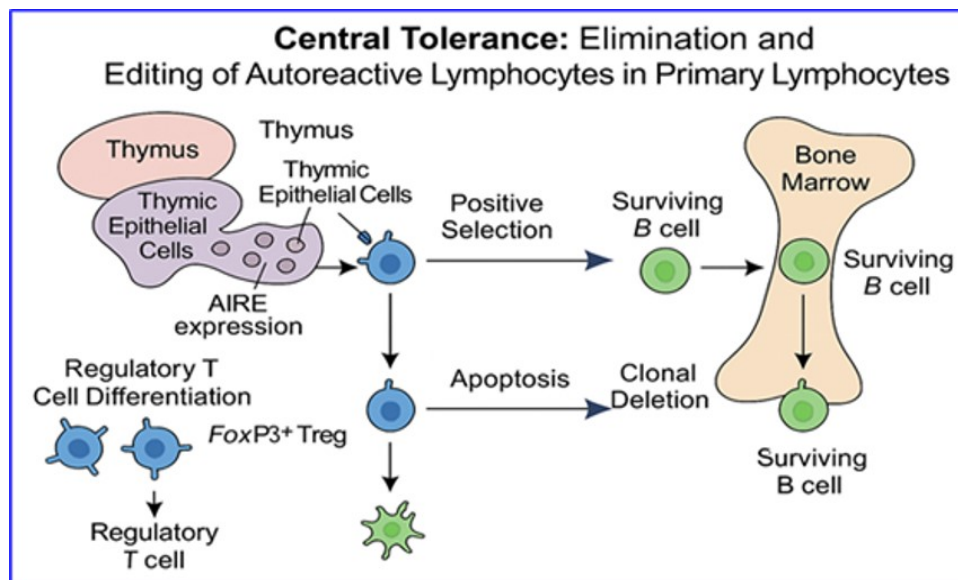 Central Tolerance: Elimination and
Editing of Autoreactive Lymphocytes in Primary Lymphocytes
Thymus
Thymus
Thymic
Epithelial
Cells
Thymic
Epithelial Cells
AIRE
expression
Positive
Selection
Surviving
B cell
Bone
Marrow
Surviving
B cell
Regulatory T
Cell Differentiation
FoxP3+ Treg
Apoptosis
Clonal
Deletion
Surviving
B cell
Regulatory
T cell